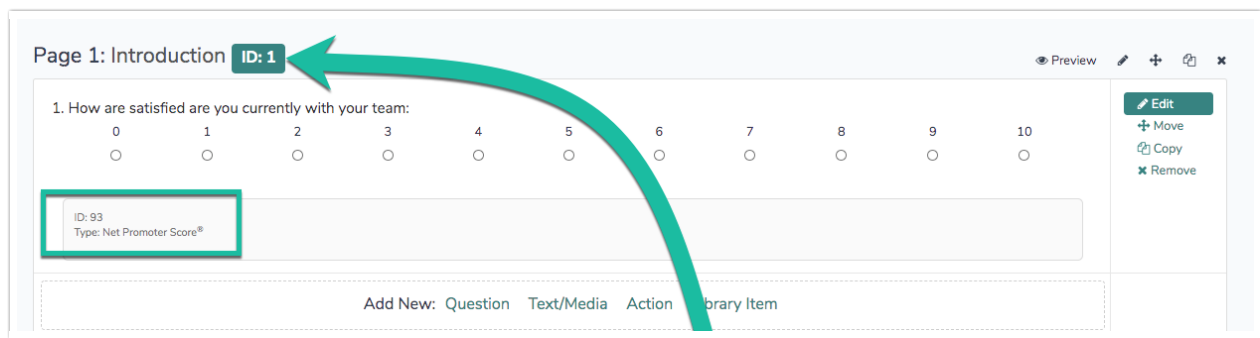 Page 1: Introduction ID: 1
Preview
1. How are satisfied are you currently with your team:
0 1 2 3 4 5 6 7 8 9 10
Edit
Move
Copy
Remove
ID: 93
Type: Net Promoter Score®
Add New: Question Text/Media Action Item